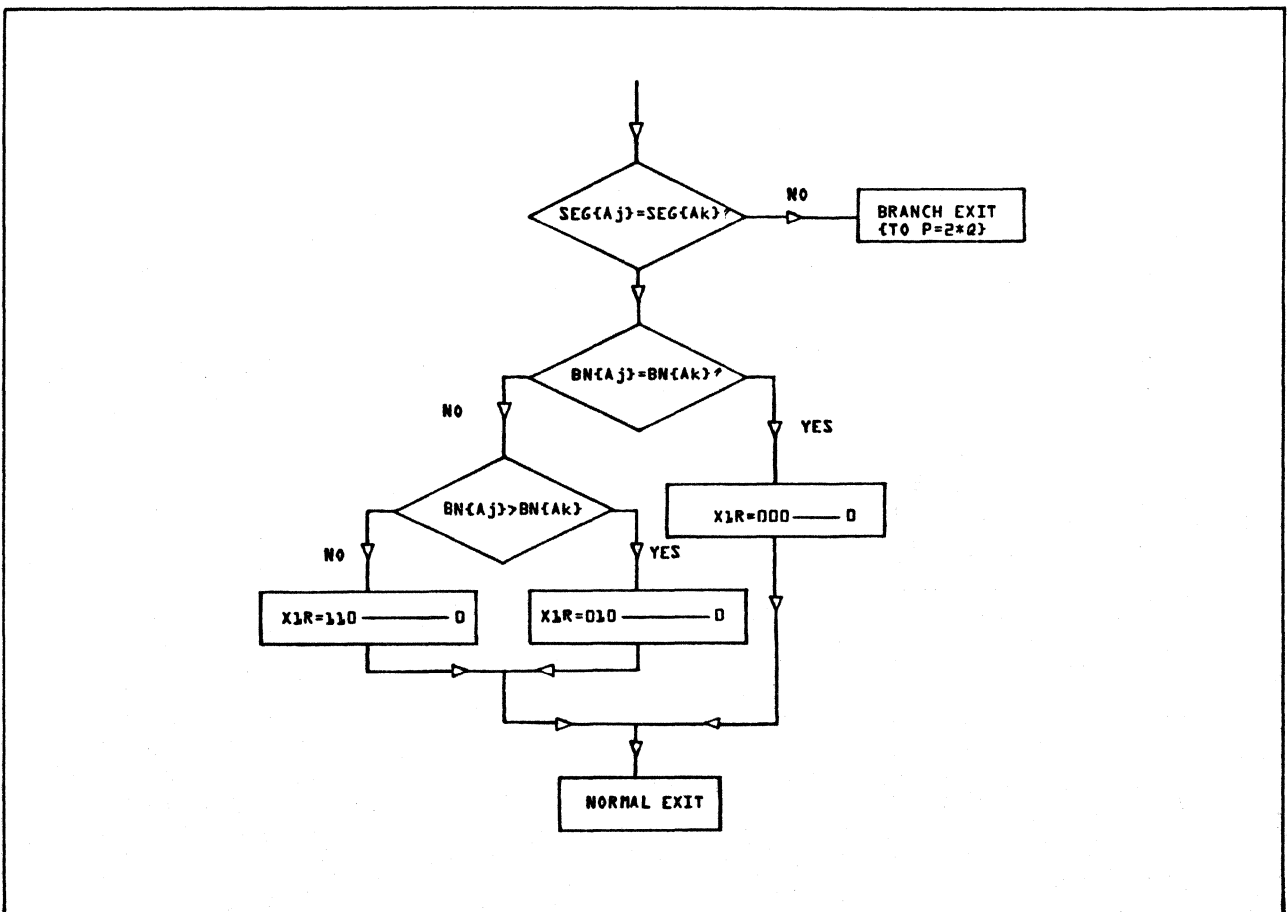 SEG{Aj}=SEG{Ak}?
NO
BRANCH EXIT
{TO P=2*Q}
BN{Aj}=BN{Ak}?
NO
YES
BN{Aj}>BN{Ak}
X1R=000——0
NO
YES
X1R=110———0
X1R=010———0
NORMAL EXIT